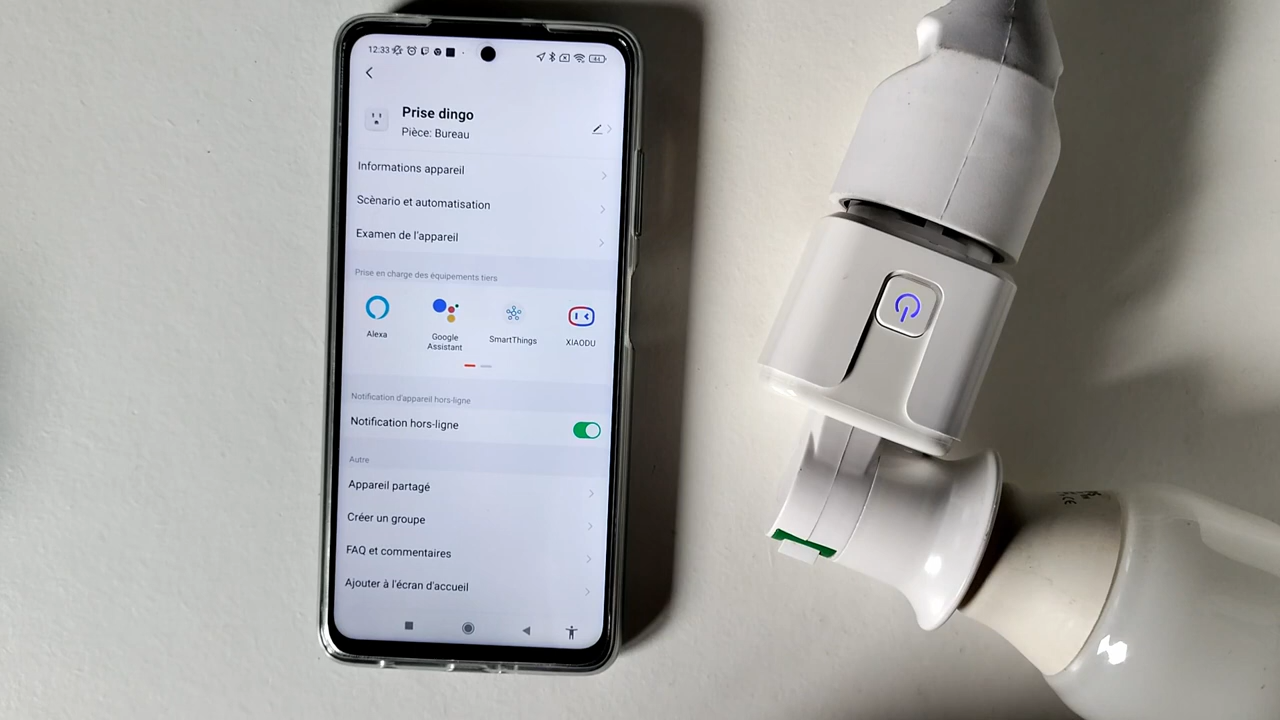 12:33
Prise dingo
Pièce: Bureau
Informations appareil
Scènario et automatisation
Examen de l'appareil
Prise en charge des équipements tiers
Alexa
Google
Assistant
SmartThings
XIAODU
Notification d'appareil hors-ligne
Notification hors-ligne
Autre
Appareil partagé
Créer un groupe
FAQ et commentaires
Ajouter à l'écran d'accueil